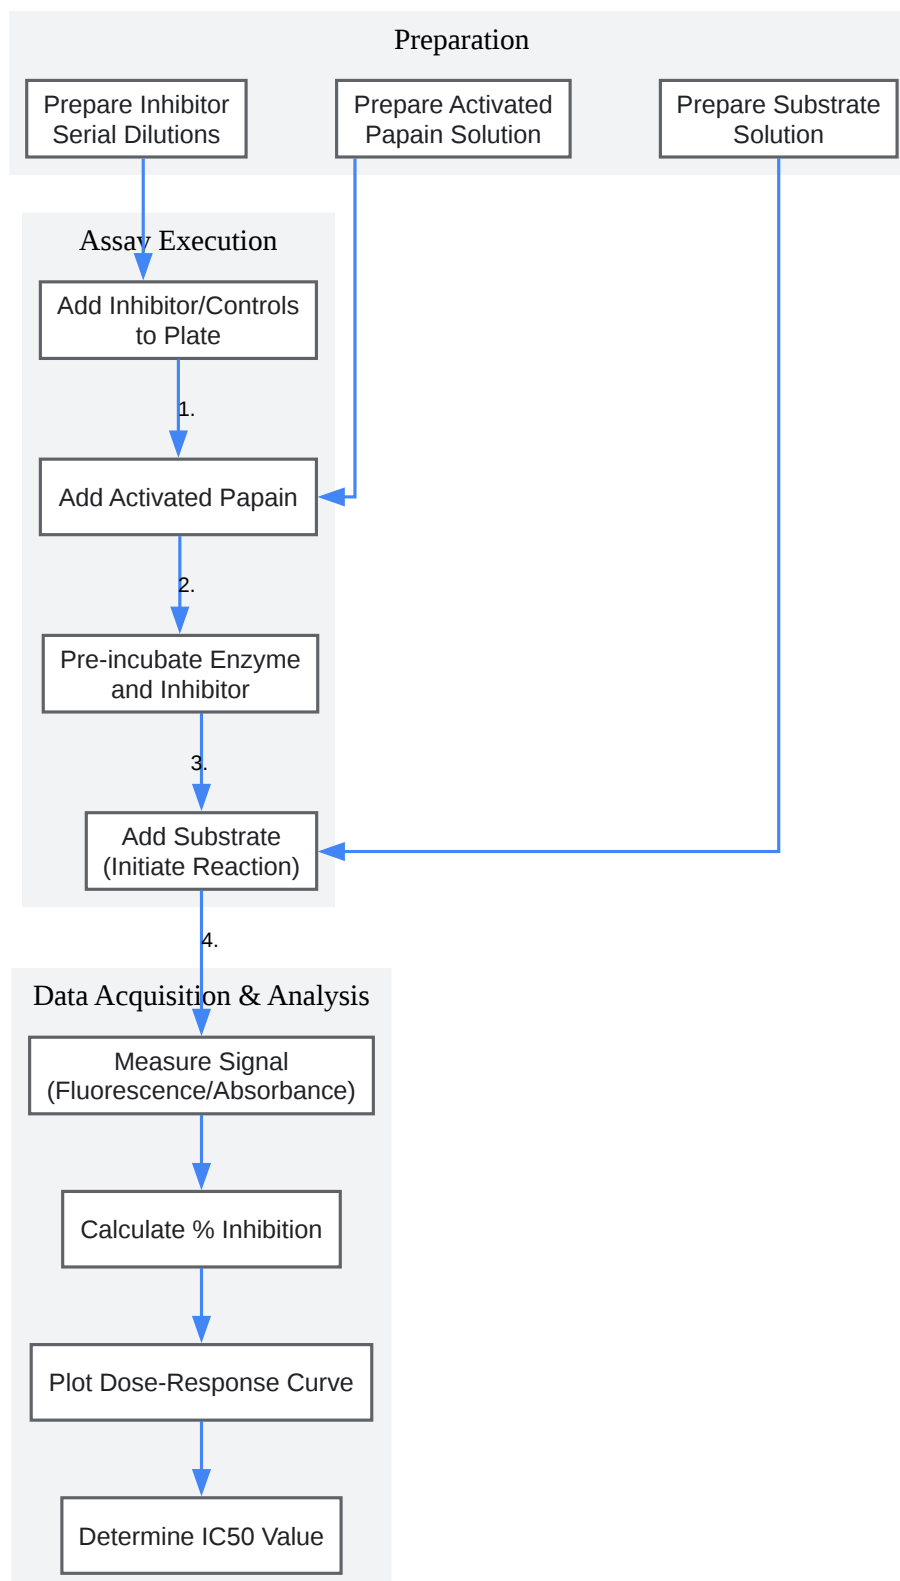 Preparation
Prepare Inhibitor
Serial Dilutions
Prepare Activated
Papain Solution
Prepare Substrate
Solution
Assay Execution
Add Inhibitor/Controls
to Plate
1.
Add Activated Papain
2.
Pre-incubate Enzyme
and Inhibitor
3.
Add Substrate
(Initiate Reaction)
4.
Data Acquisition & Analysis
Measure Signal
(Fluorescence/Absorbance)
Calculate % Inhibition
Plot Dose-Response Curve
Determine IC50 Value